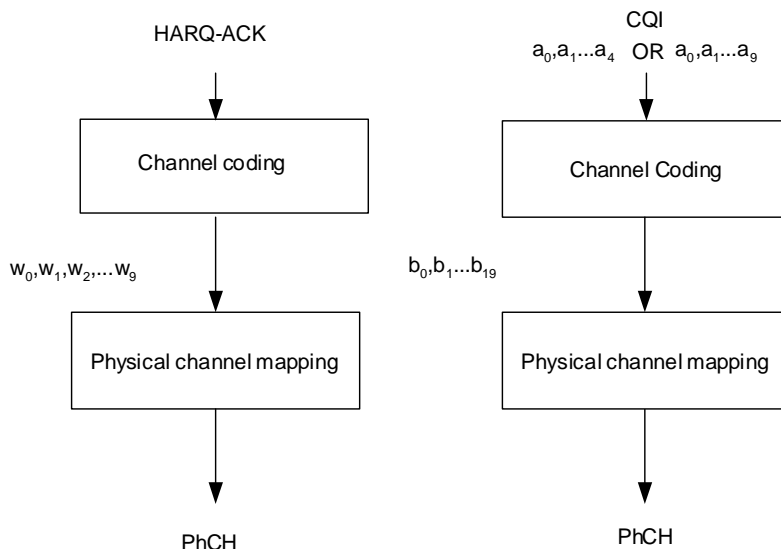 HARQ-ACK
Channel coding
w0,w1,w2,...w9
Physical channel mapping
PhCH
CQI
a0,a1...a4 OR a0,a1...a9
Channel Coding
b0,b1...b19
Physical channel mapping
PhCH